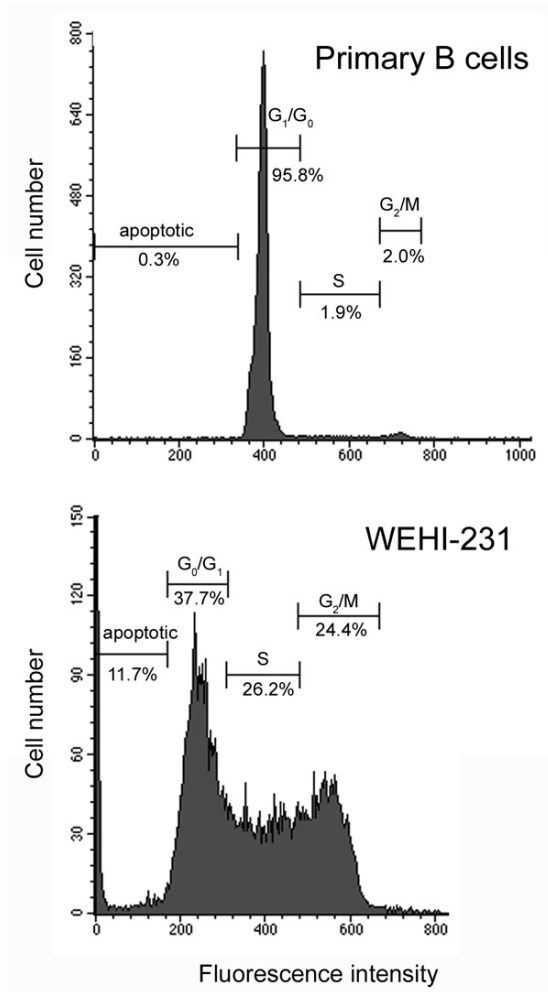 Primary B cells
800
640
480
320
160
0
Cell number
G1/G0
95.8%
apoptotic
0.3%
G2/M
2.0%
S
1.9%
0 200 400 600 800 1000
WEHI-231
150
120
90
60
30
0
Cell number
G0/G1
37.7%
apoptotic
11.7%
G2/M
24.4%
S
26.2%
0 200 400 600 800
Fluorescence intensity